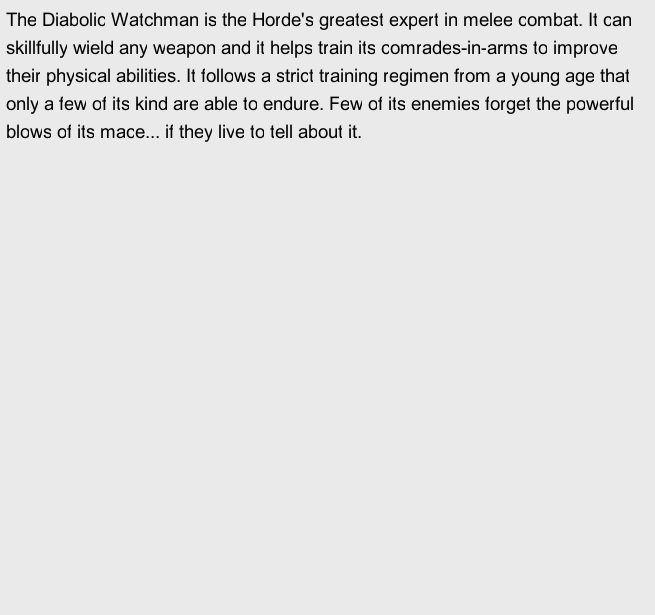 The Diabolic Watchman is the Horde's greatest expert in melee combat. It can
skillfully wield any weapon and it helps train its comrades-in-arms to improve
their physical abilities. It follows a strict training regimen from a young age that
only a few of its kind are able to endure. Few of its enemies forget the powerful
blows of its mace... if they live to tell about it.